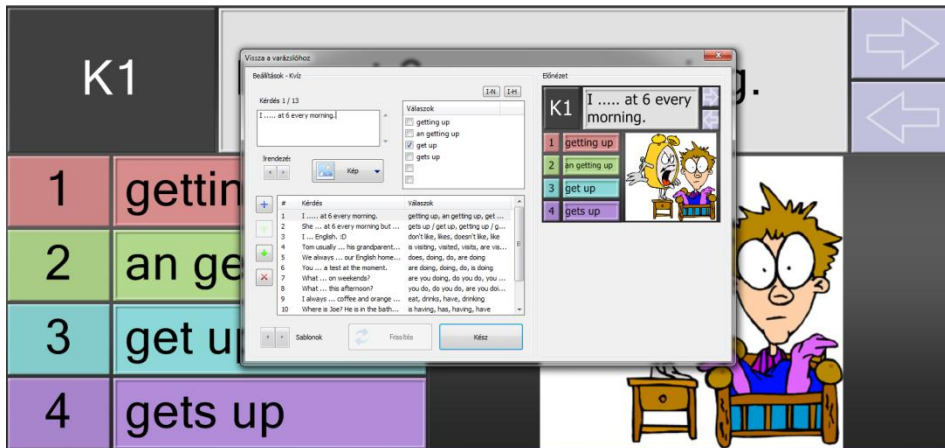 K1
g.
1
gettin
2
an ge
3
get up
4
gets up
Vissza a varázslóhoz
Beállítások - Kvíz
I-N
I-H
Kérdés 1 / 13
I ..... at 6 every morning.
Válaszok
getting up
an getting up
get up
gets up
Irendezés
Kép
# Kérdés Válaszok
1 I ..... at 6 every morning. getting up, an getting up, get ...
2 She ... at 6 every morning but ... gets up / get up, getting up / g...
3 I ... English. :D don't like, likes, doesn't like, like
4 Tom usually ... his grandparent... is visiting, visited, visits, are vis...
5 We always ... our English home... does, doing, do, are doing
6 You ... a test at the moment. are doing, doing, do, is doing
7 What ... on weekends? are you doing, do you do, you ...
8 What ... this afternoon? you do, do you do, are you doi...
9 I always ... coffee and orange ... eat, drinks, have, drinking
10 Where is Joe? He is in the bath... is having, has, having, have
Sablonok
Frissítés
Kész
Előnézet
K1
I ..... at 6 every
morning.
1 getting up
2 an getting up
3 get up
4 gets up